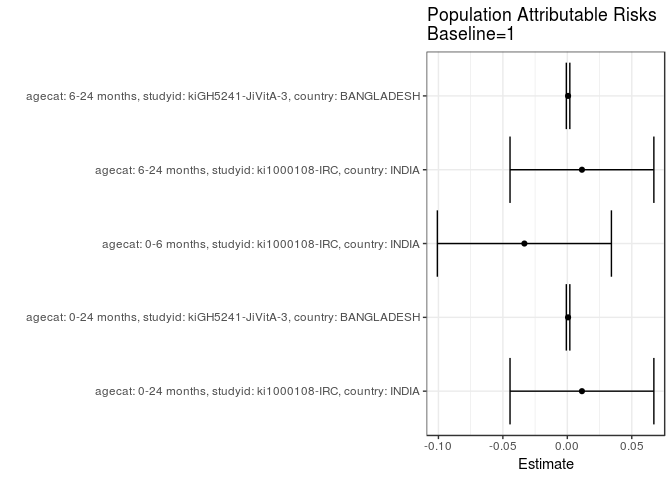 Population Attributable Risks
Baseline=1
agecat: 6-24 months, studyid: kiGH5241-JiVitA-3, country: BANGLADESH
agecat: 6-24 months, studyid: ki1000108-IRC, country: INDIA
agecat: 0-6 months, studyid: ki1000108-IRC, country: INDIA
agecat: 0-24 months, studyid: kiGH5241-JiVitA-3, country: BANGLADESH
agecat: 0-24 months, studyid: ki1000108-IRC, country: INDIA
-0.10 -0.05 0.00 0.05
Estimate